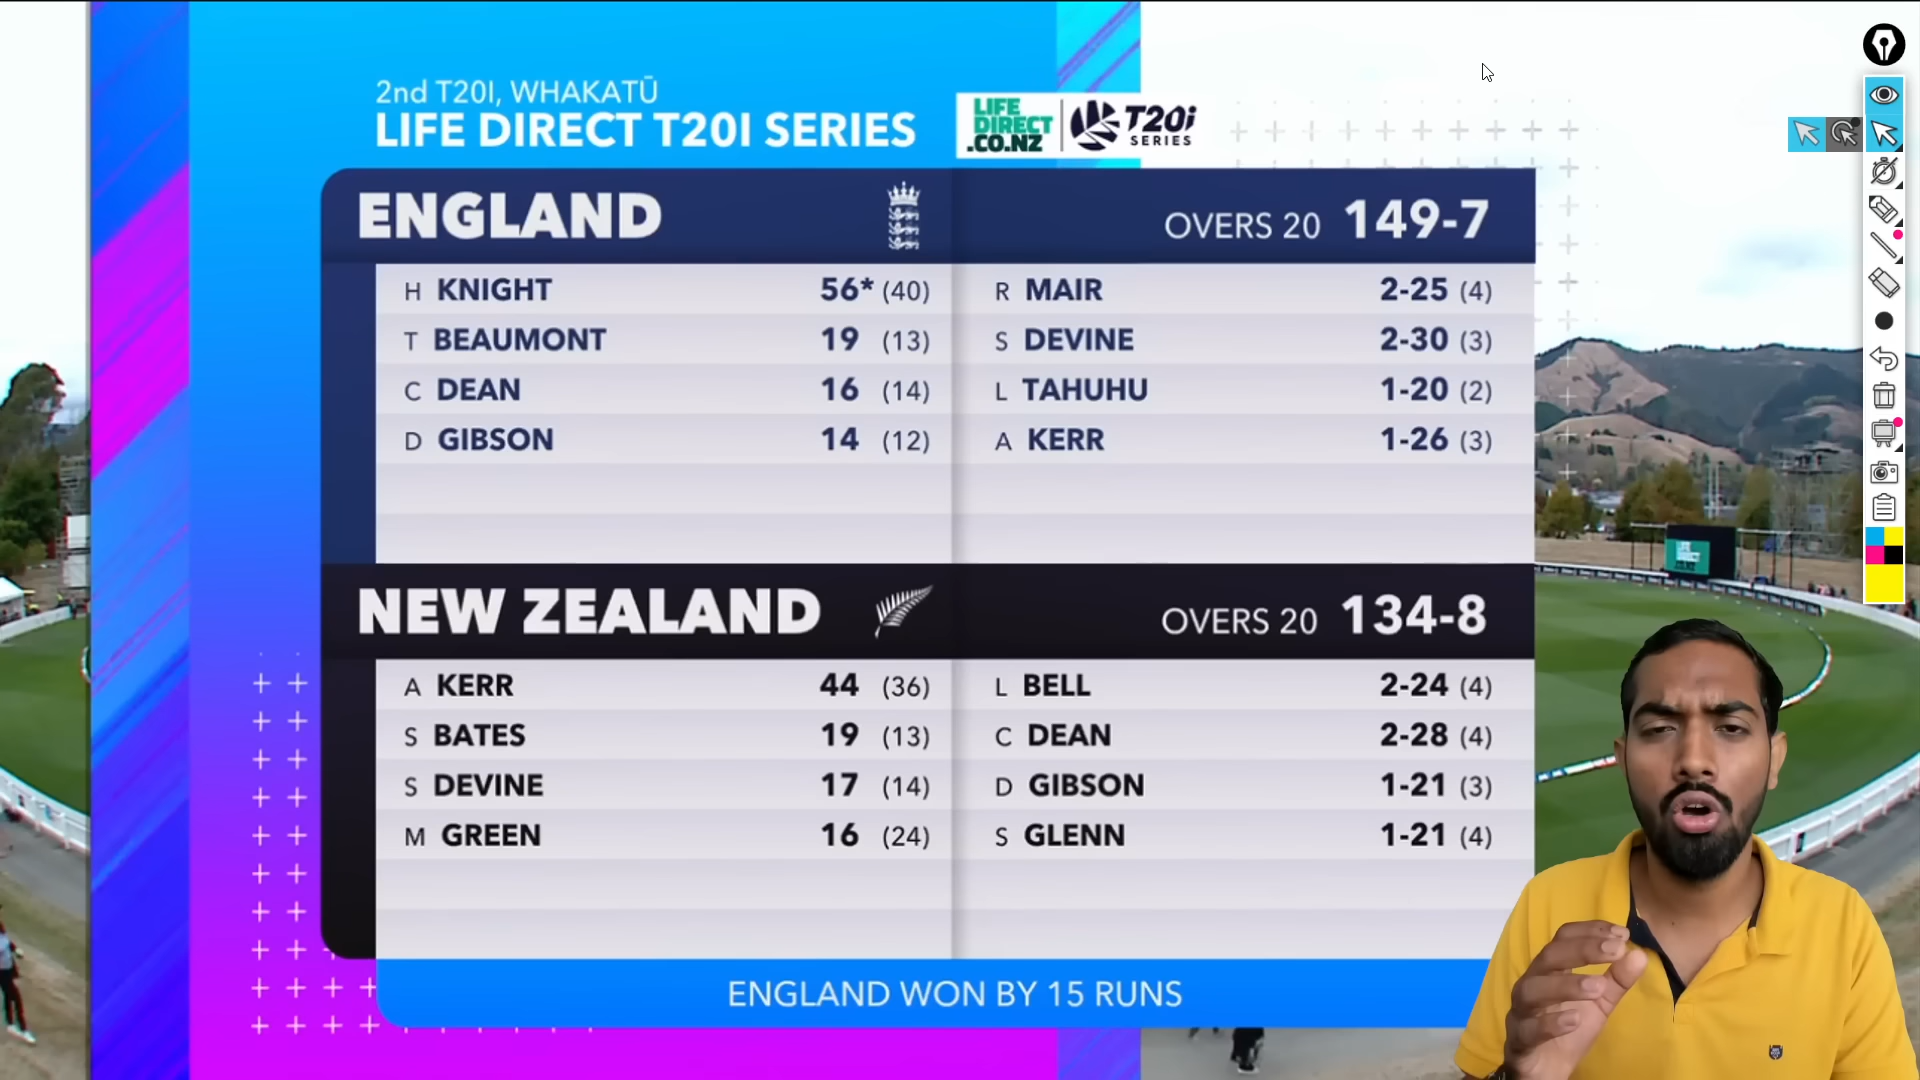 2nd T20I, WHAKATŪ
LIFE DIRECT T20I SERIES
LIFE
DIRECT
.CO.NZ
T20i
SERIES
ENGLAND OVERS 20 149-7
H KNIGHT 56* (40) R MAIR 2-25 (4)
T BEAUMONT 19 (13) S DEVINE 2-30 (3)
C DEAN 16 (14) L TAHUHU 1-20 (2)
D GIBSON 14 (12) A KERR 1-26 (3)
NEW ZEALAND OVERS 20 134-8
A KERR 44 (36) L BELL 2-24 (4)
S BATES 19 (13) C DEAN 2-28 (4)
S DEVINE 17 (14) D GIBSON 1-21 (3)
M GREEN 16 (24) S GLENN 1-21 (4)
ENGLAND WON BY 15 RUNS
LIFE
DIRECT
.CO.NZ